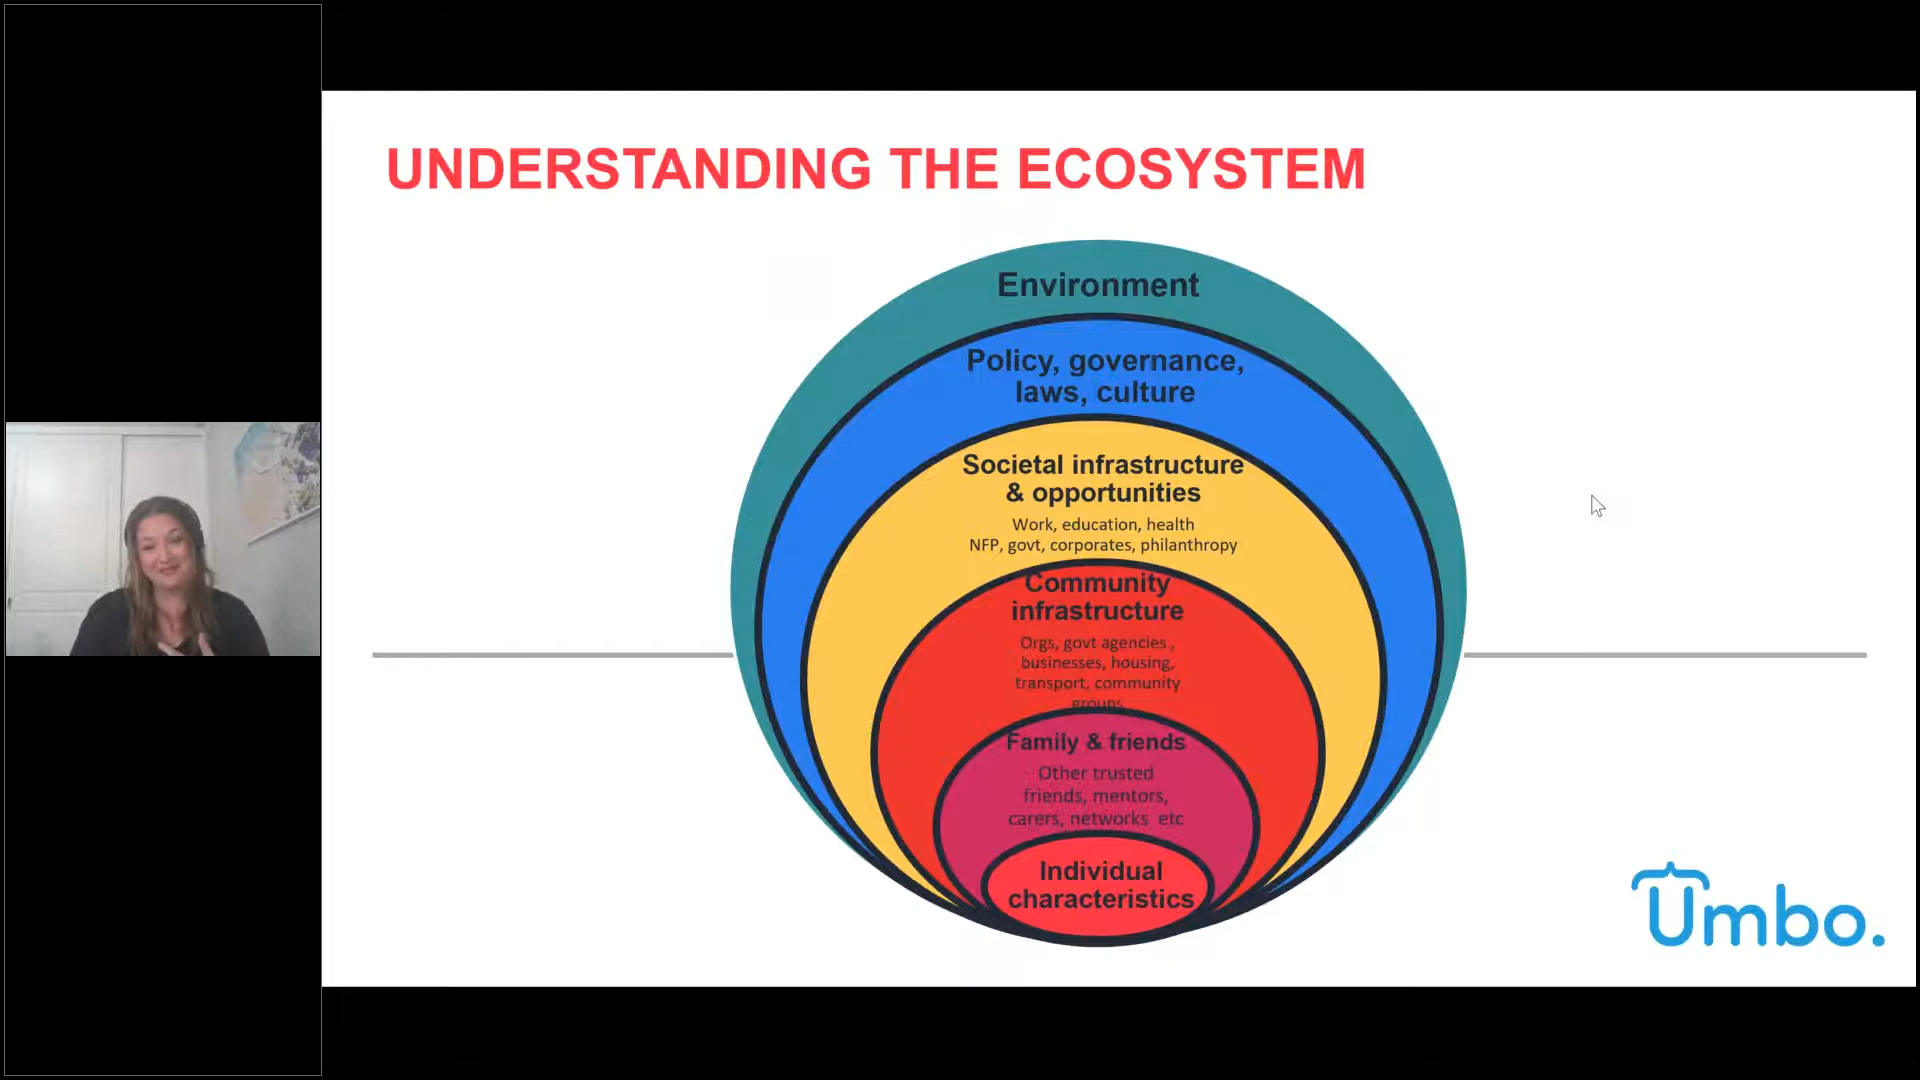 UNDERSTANDING THE ECOSYSTEM
Environment
Policy, governance,
laws, culture
Societal infrastructure
& opportunities
Work, education, health
NFP, govt, corporates, philanthropy
Community
infrastructure
Orgs, govt agencies ,
businesses, housing,
transport, community
groups
Family & friends
Other trusted
friends, mentors,
carers, networks etc
Individual
characteristics
Umbo.